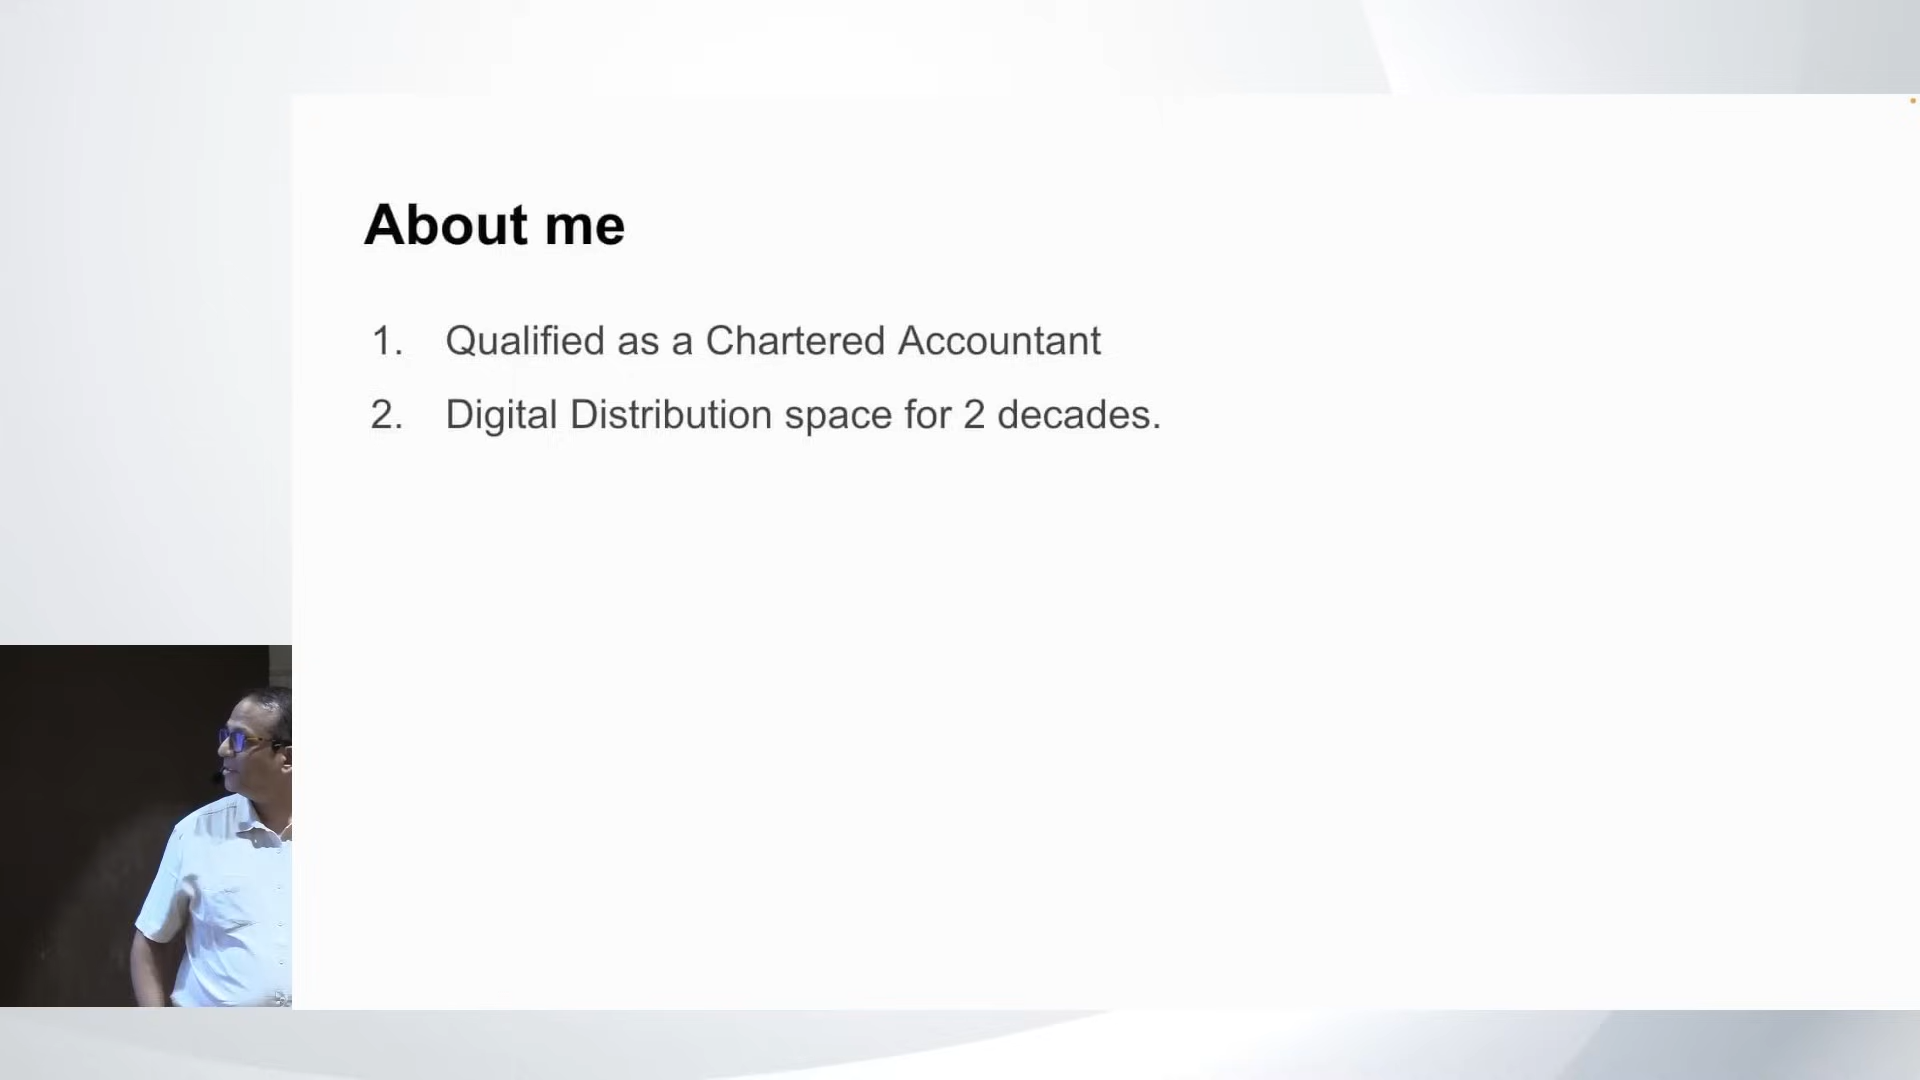 About me
1. Qualified as a Chartered Accountant
2. Digital Distribution space for 2 decades.